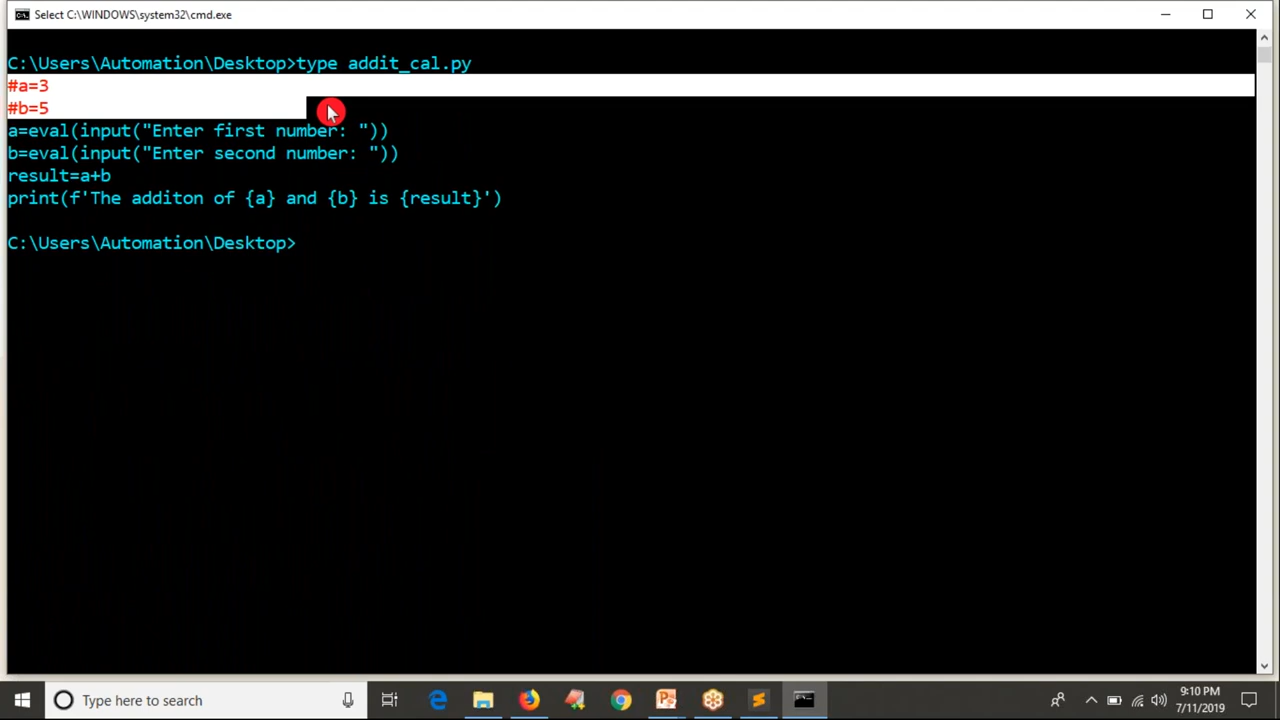 Select C:\WINDOWS\system32\cmd.exe
C:\Users\Automation\Desktop>type addit_cal.py
#a=3
#b=5
a=eval(input("Enter first number: "))
b=eval(input("Enter second number: "))
result=a+b
print(f'The additon of {a} and {b} is {result}')
C:\Users\Automation\Desktop>
Type here to search
9:10 PM
7/11/2019